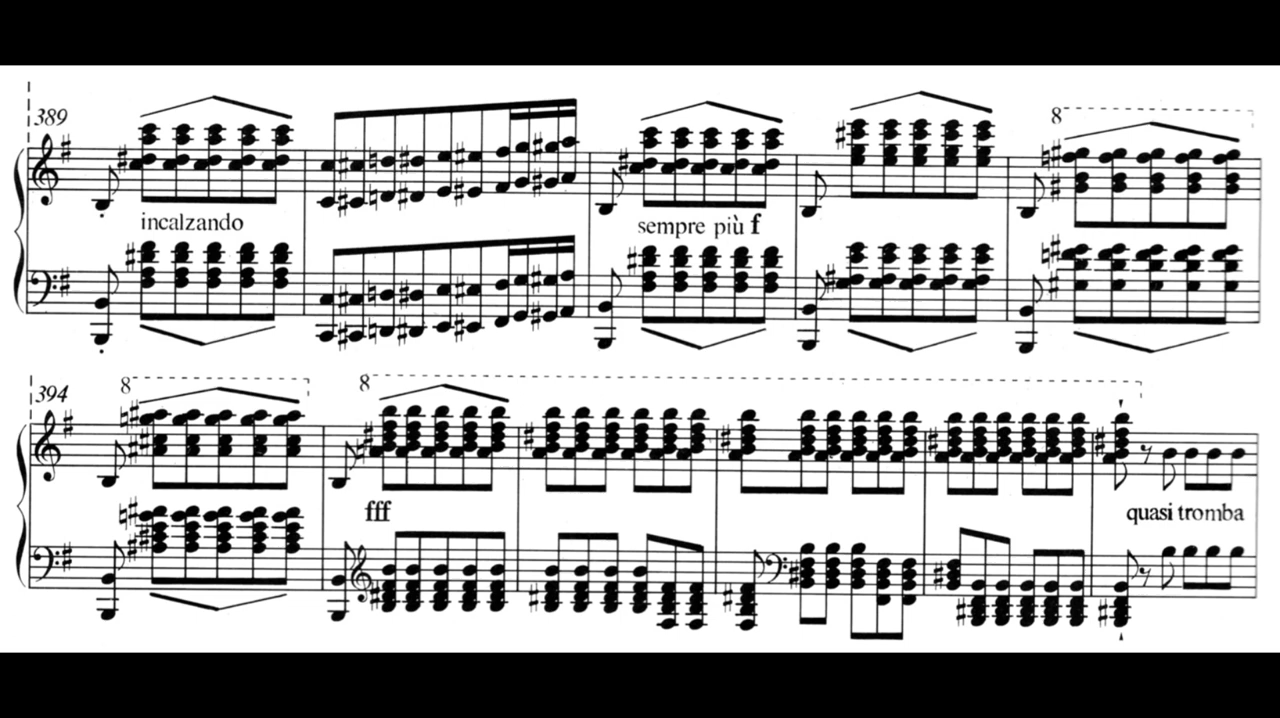 389
8
incalzando
sempre più f
394
8
8
fff
quasi tromba